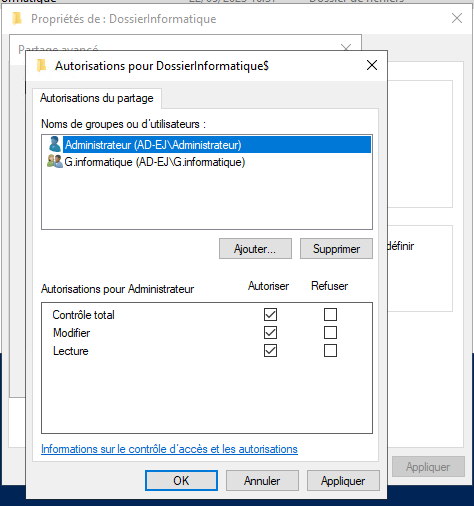 Propriétés de : DossierInformatique
Partage avancé
Autorisations pour DossierInformatique$
Autorisations du partage
Noms de groupes ou d'utilisateurs :
Administrateur (AD-EJ\Administrateur)
G.informatique (AD-EJ\G.informatique)
Ajouter...
Supprimer
définir
Autorisations pour Administrateur
Autoriser
Refuser
Contrôle total
Modifier
Lecture
Informations sur le contrôle d'accès et les autorisations
Appliquer
OK
Annuler
Appliquer